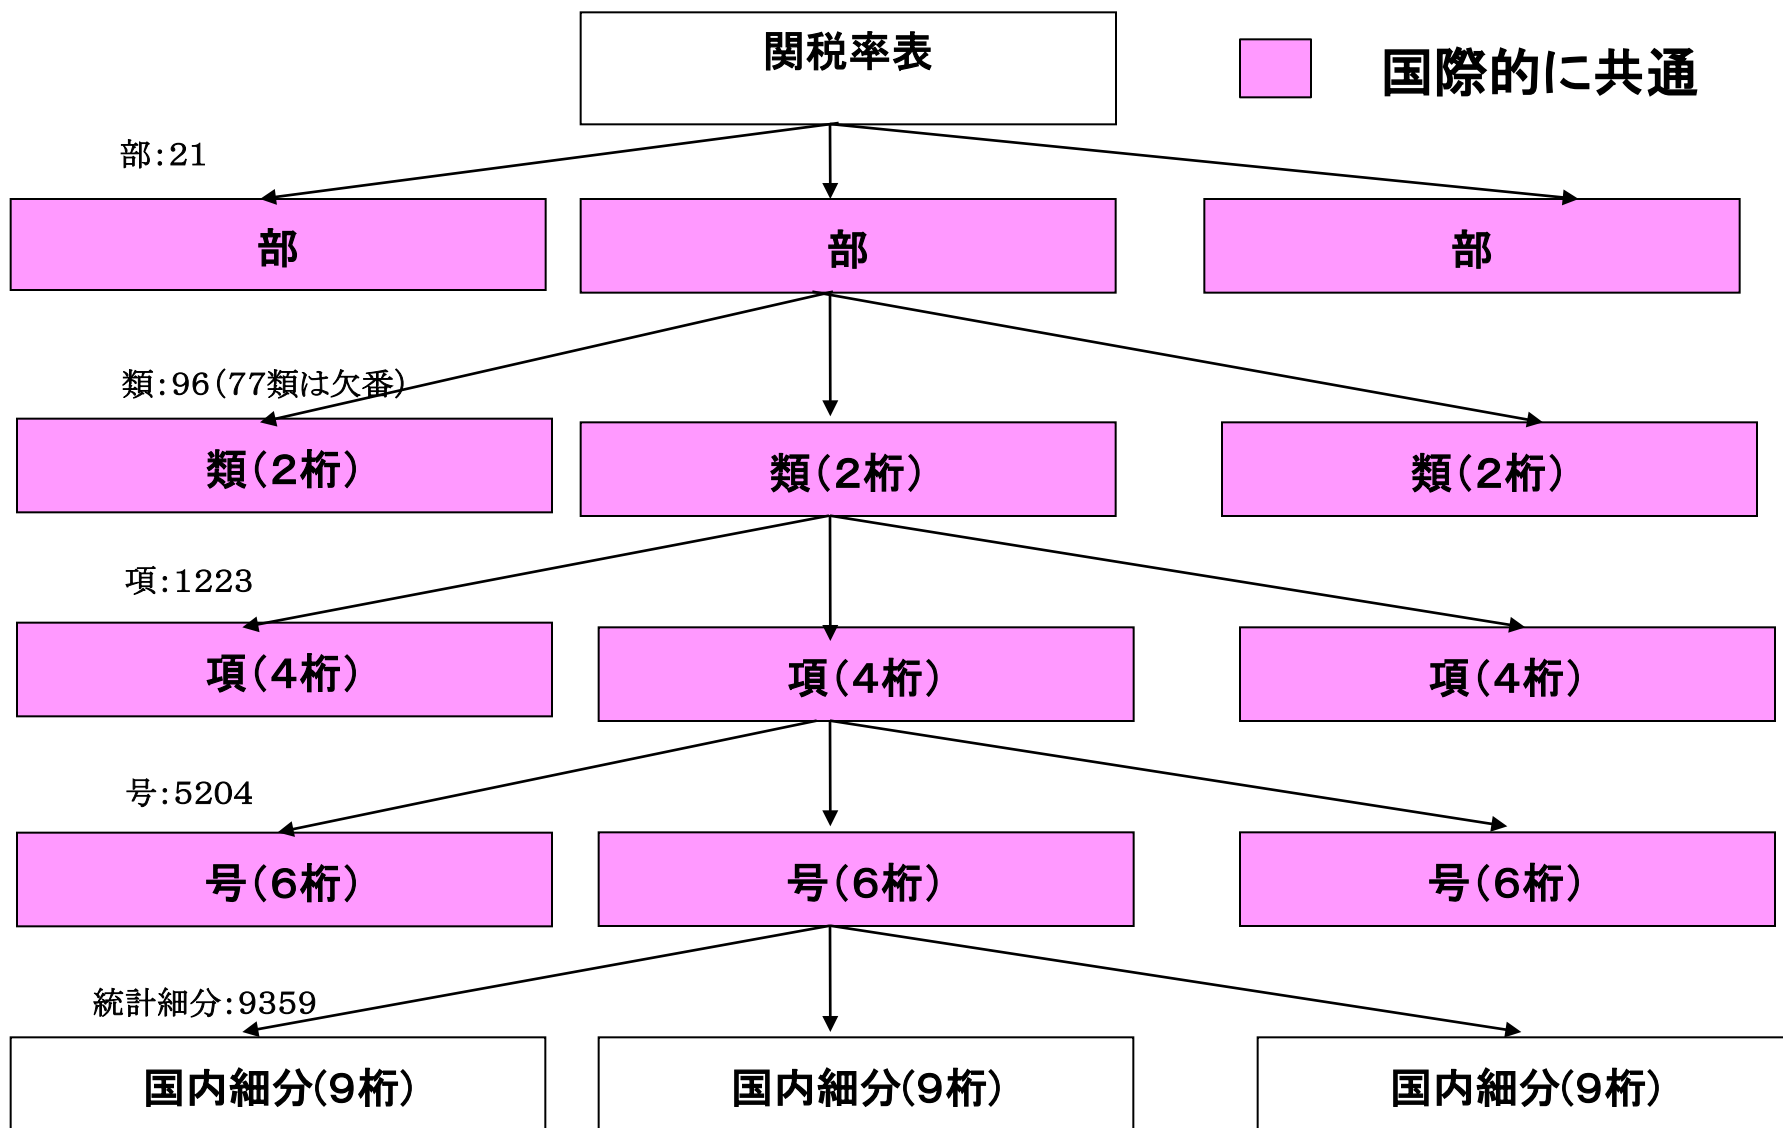 関税率表
国際的に共通
部:21
部
部
部
類:96(77類は欠番)
類(2桁)
類(2桁)
類(2桁)
項:1223
項(4桁)
項(4桁)
項(4桁)
号:5204
号(6桁)
号(6桁)
号(6桁)
統計細分:9359
国内細分(9桁)
国内細分(9桁)
国内細分(9桁)